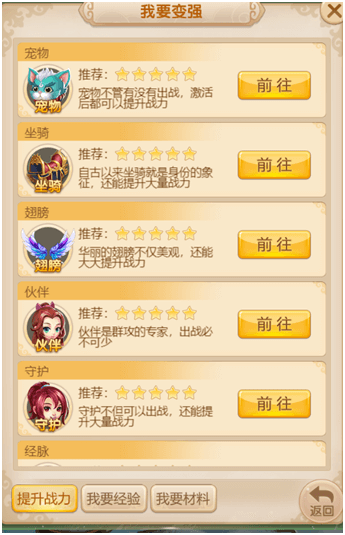 我要变强
宠物
宠物
推荐：
宠物不管有没有出战，激活
后都可以提升战力
前往
坐骑
坐骑
推荐：
自古以来坐骑就是身份的象
征，还能提升大量战力
前往
翅膀
翅膀
推荐：
华丽的翅膀不仅美观，还能
大大提升战力
前往
伙伴
伙伴
推荐：
伙伴是群攻的专家，出战必
不可少
前往
守护
守护
推荐：
守护不但可以出战，还能提
升大量战力
前往
经脉
提升战力
我要经验
我要材料
返回